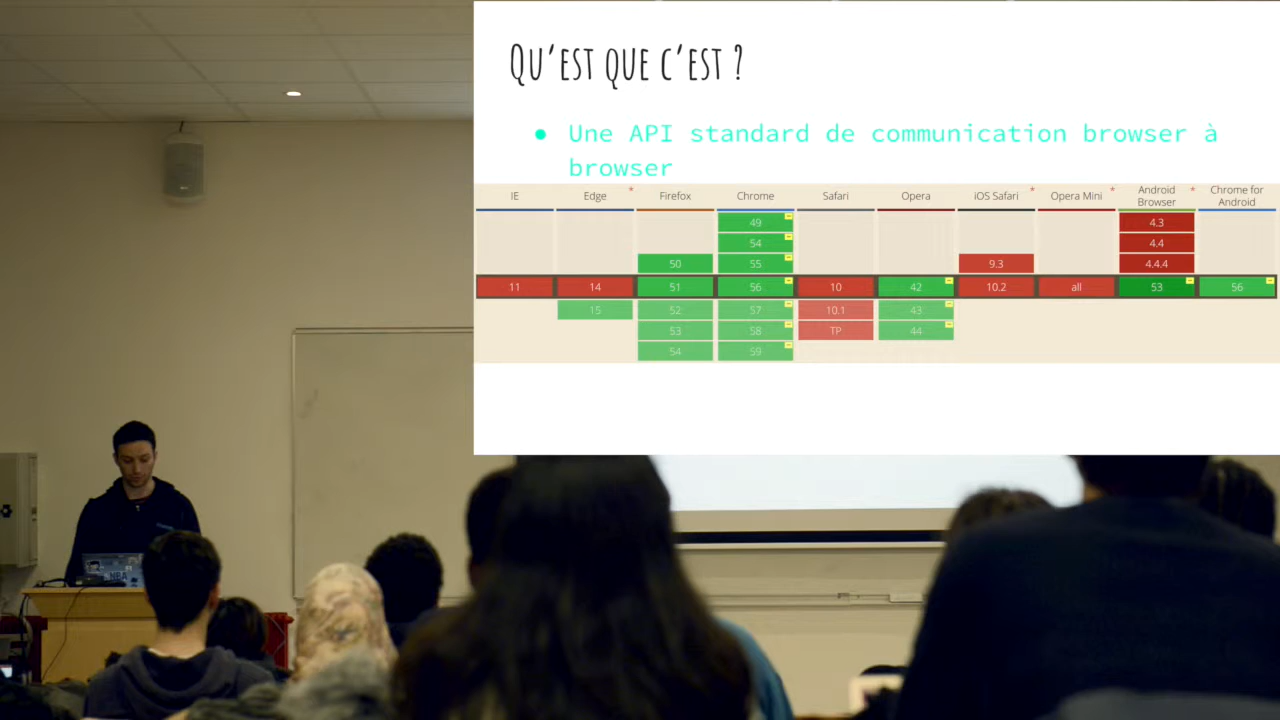 Qu'est que c'est ?
● Une API standard de communication browser à
browser
IE Edge * Firefox Chrome Safari Opera iOS Safari * Opera Mini * Android Browser * Chrome for Android
49 4.3
54 4.4
50 55 9.3 4.4.4
11 14 51 56 10 42 10.2 all 53 56
15 52 57 10.1 43
53 58 TP 44
54 59
NBA